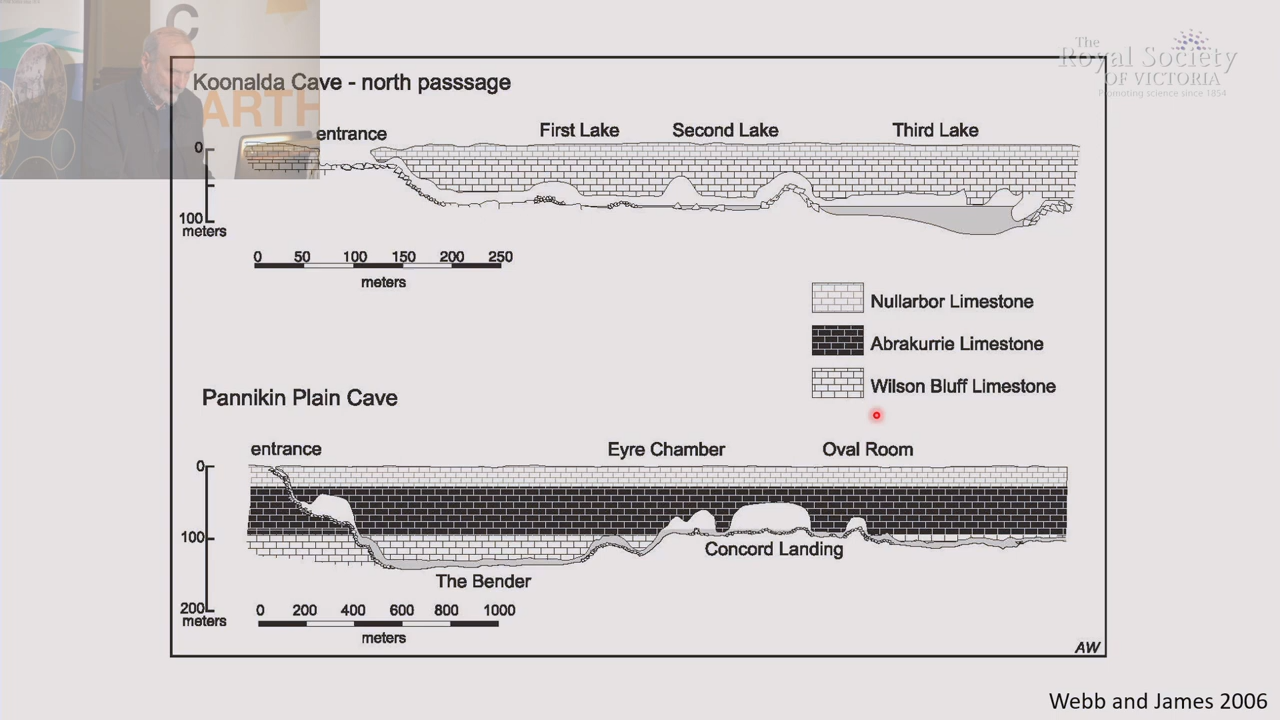 C
EARTH
The
Royal Society
OF VICTORIA
Promoting science since 1854
Koonalda Cave - north passsage
entrance
First Lake
Second Lake
Third Lake
0
100
meters
0 50 100 150 200 250
meters
Nullarbor Limestone
Abrakurrie Limestone
Wilson Bluff Limestone
Pannikin Plain Cave
entrance
Eyre Chamber
Oval Room
0
100
Concord Landing
The Bender
200
meters
0 200 400 600 800 1000
meters
AW
Webb and James 2006